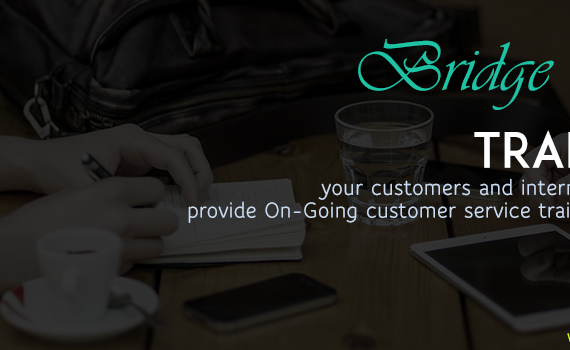 Bridge
TRAI
your customers and intern
provide On-Going customer service trai